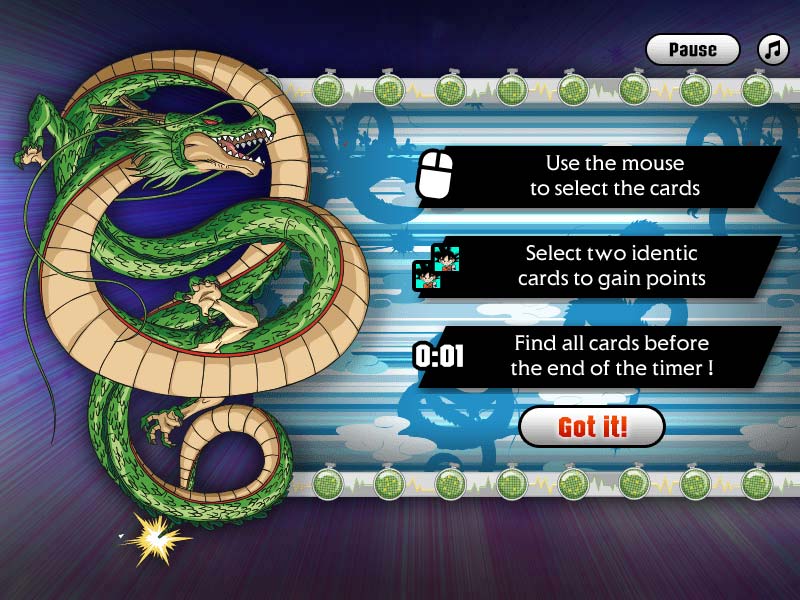 Pause
Use the mouse
to select the cards
Select two identic
cards to gain points
0:01
Find all cards before
the end of the timer !
Got it!